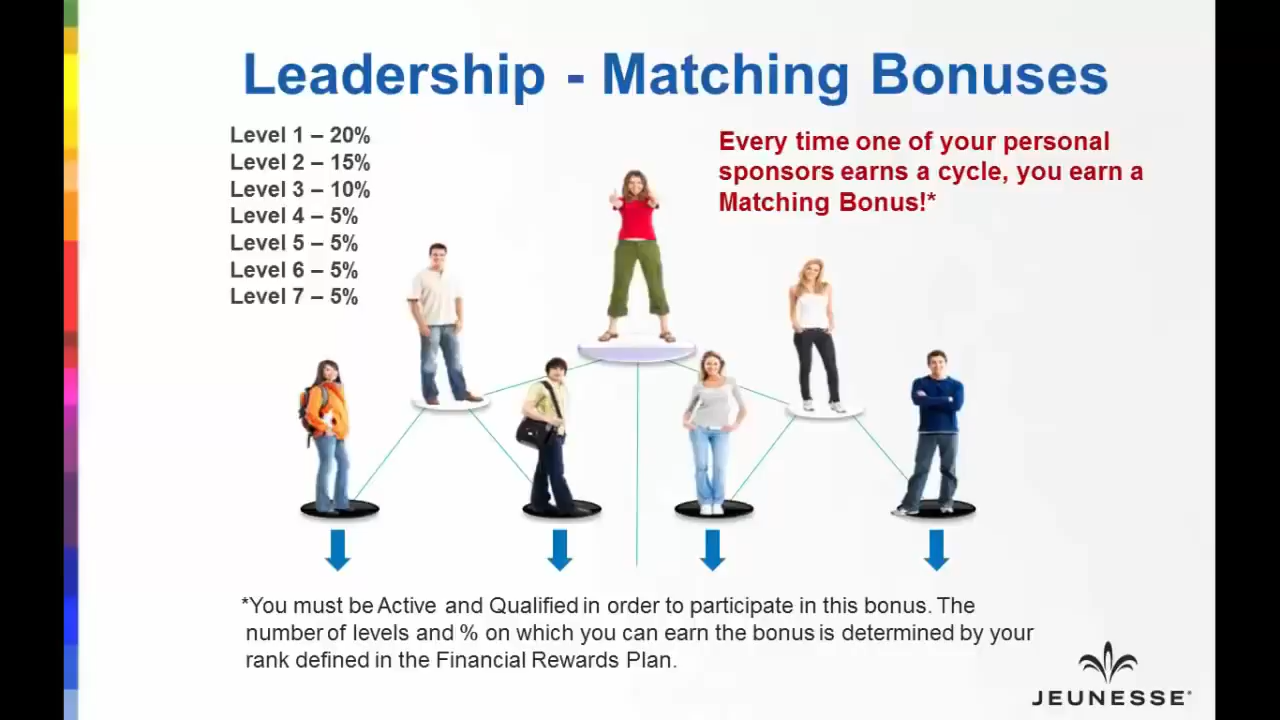 Leadership - Matching Bonuses
Level 1 – 20%
Level 2 – 15%
Level 3 – 10%
Level 4 – 5%
Level 5 – 5%
Level 6 – 5%
Level 7 – 5%
Every time one of your personal
sponsors earns a cycle, you earn a
Matching Bonus!*
*You must be Active and Qualified in order to participate in this bonus. The
number of levels and % on which you can earn the bonus is determined by your
rank defined in the Financial Rewards Plan.
JEUNESSE